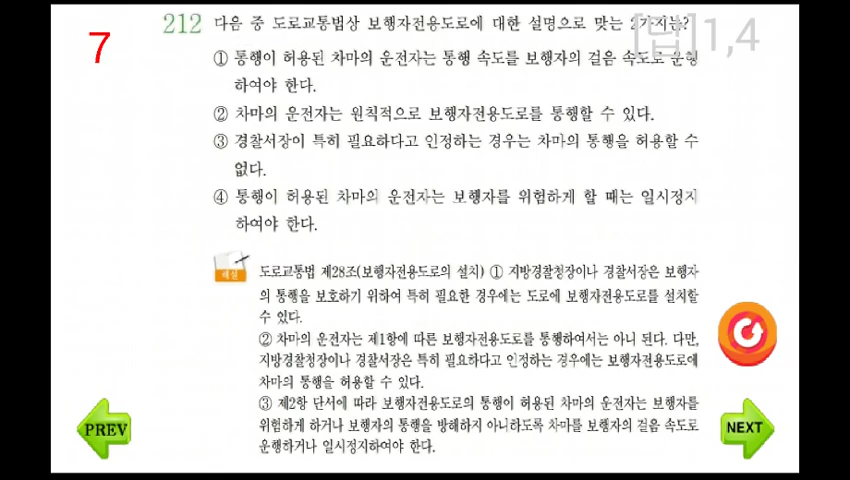 7
212 다음 중 도로교통법상 보행자전용도로에 대한 설명으로 맞는 2가지는?
[답]1,4
① 통행이 허용된 차마의 운전자는 통행 속도를 보행자의 걸음 속도로 운행
하여야 한다.
② 차마의 운전자는 원칙적으로 보행자전용도로를 통행할 수 있다.
③ 경찰서장이 특히 필요하다고 인정하는 경우는 차마의 통행을 허용할 수
없다.
④ 통행이 허용된 차마의 운전자는 보행자를 위험하게 할 때는 일시정지
하여야 한다.
해설
도로교통법 제28조(보행자전용도로의 설치) ① 지방경찰청장이나 경찰서장은 보행자
의 통행을 보호하기 위하여 특히 필요한 경우에는 도로에 보행자전용도로를 설치할
수 있다.
② 차마의 운전자는 제1항에 따른 보행자전용도로를 통행하여서는 아니 된다. 다만,
지방경찰청장이나 경찰서장은 특히 필요하다고 인정하는 경우에는 보행자전용도로에
차마의 통행을 허용할 수 있다.
③ 제2항 단서에 따라 보행자전용도로의 통행이 허용된 차마의 운전자는 보행자를
위험하게 하거나 보행자의 통행을 방해하지 아니하도록 차마를 보행자의 걸음 속도로
운행하거나 일시정지하여야 한다.
PREV
NEXT